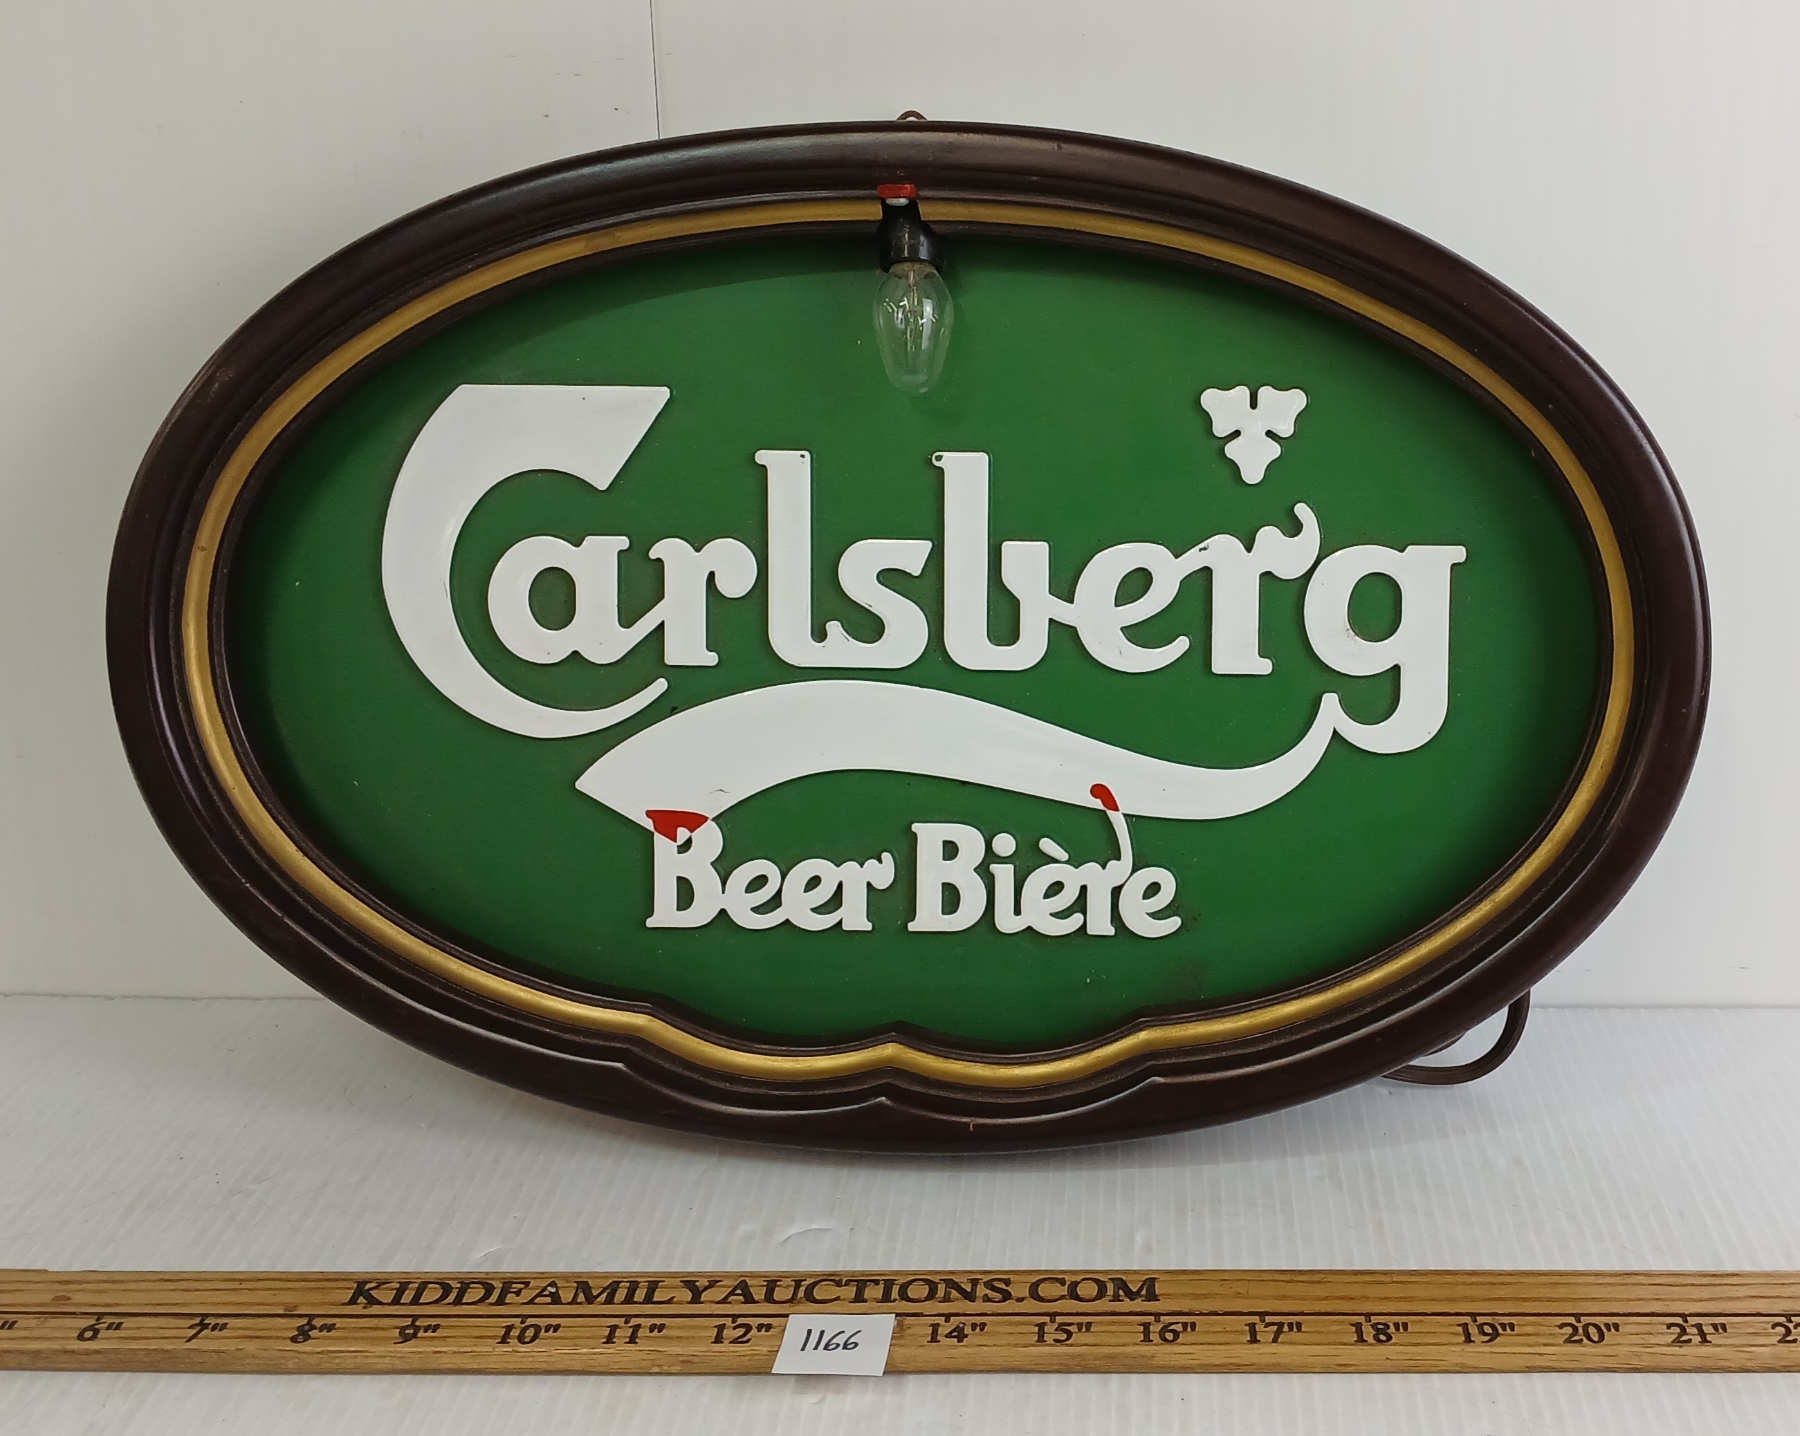 Carlsberg
Beer Bière
KIDDFAMILYAUCTIONS.COM
6" 7" 8" 9" 10" 11" 12" 1166 14" 15" 16" 17" 18" 19" 20" 21"